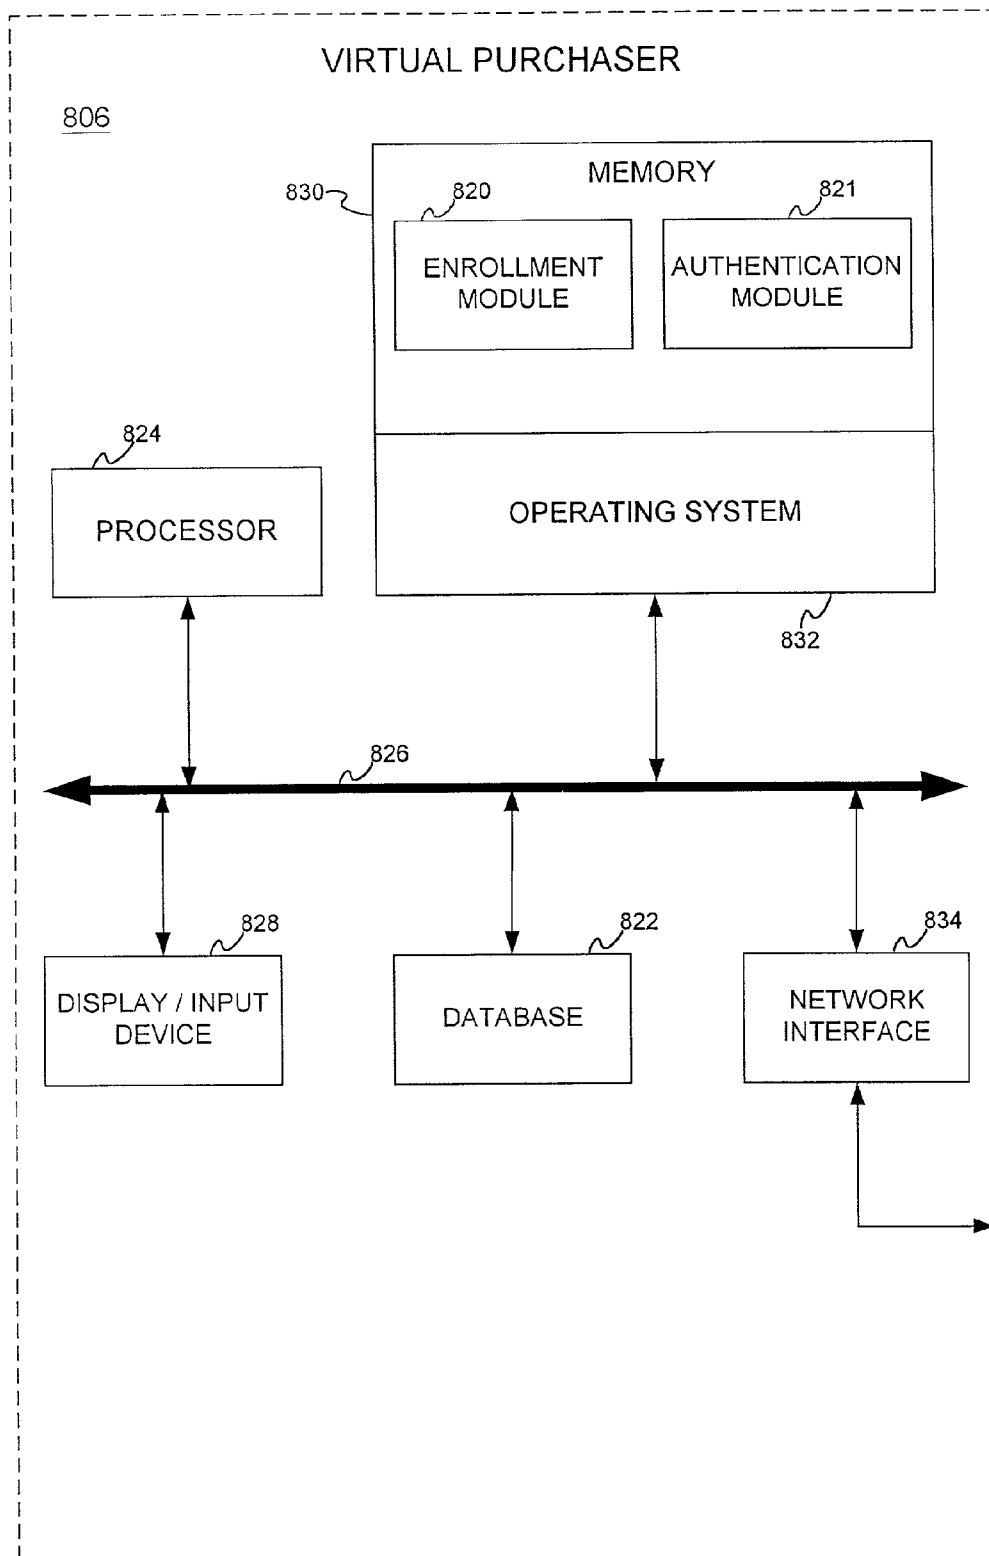 VIRTUAL PURCHASER
806
MEMORY
830
820
821
ENROLLMENT
MODULE
AUTHENTICATION
MODULE
824
PROCESSOR
OPERATING SYSTEM
832
826
828
822
834
DISPLAY / INPUT
DEVICE
DATABASE
NETWORK
INTERFACE